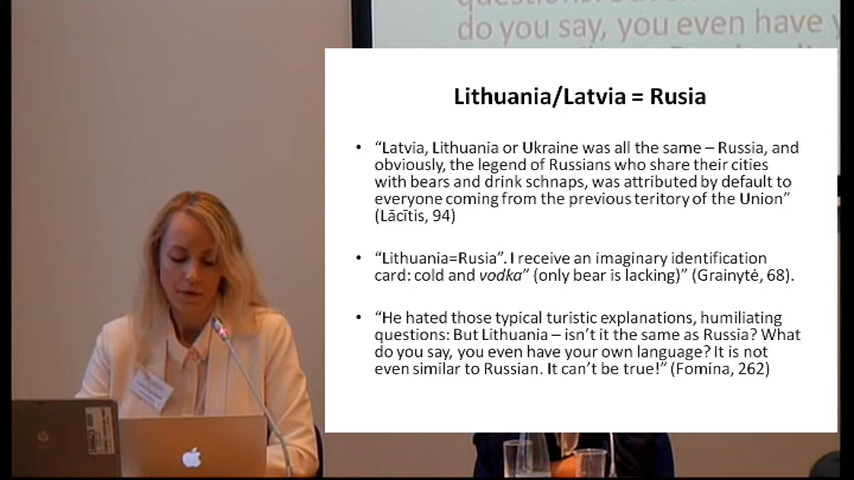 do you say, you even have
Lithuania/Latvia = Rusia
• “Latvia, Lithuania or Ukraine was all the same – Russia, and
obviously, the legend of Russians who share their cities
with bears and drink schnaps, was attributed by default to
everyone coming from the previous teritory of the Union”
(Lācītis, 94)
• “Lithuania=Rusia”. I receive an imaginary identification
card: cold and vodka” (only bear is lacking)” (Grainytė, 68).
• “He hated those typical turistic explanations, humiliating
questions: But Lithuania – isn’t it the same as Russia? What
do you say, you even have your own language? It is not
even similar to Russian. It can’t be true!” (Fomina, 262)